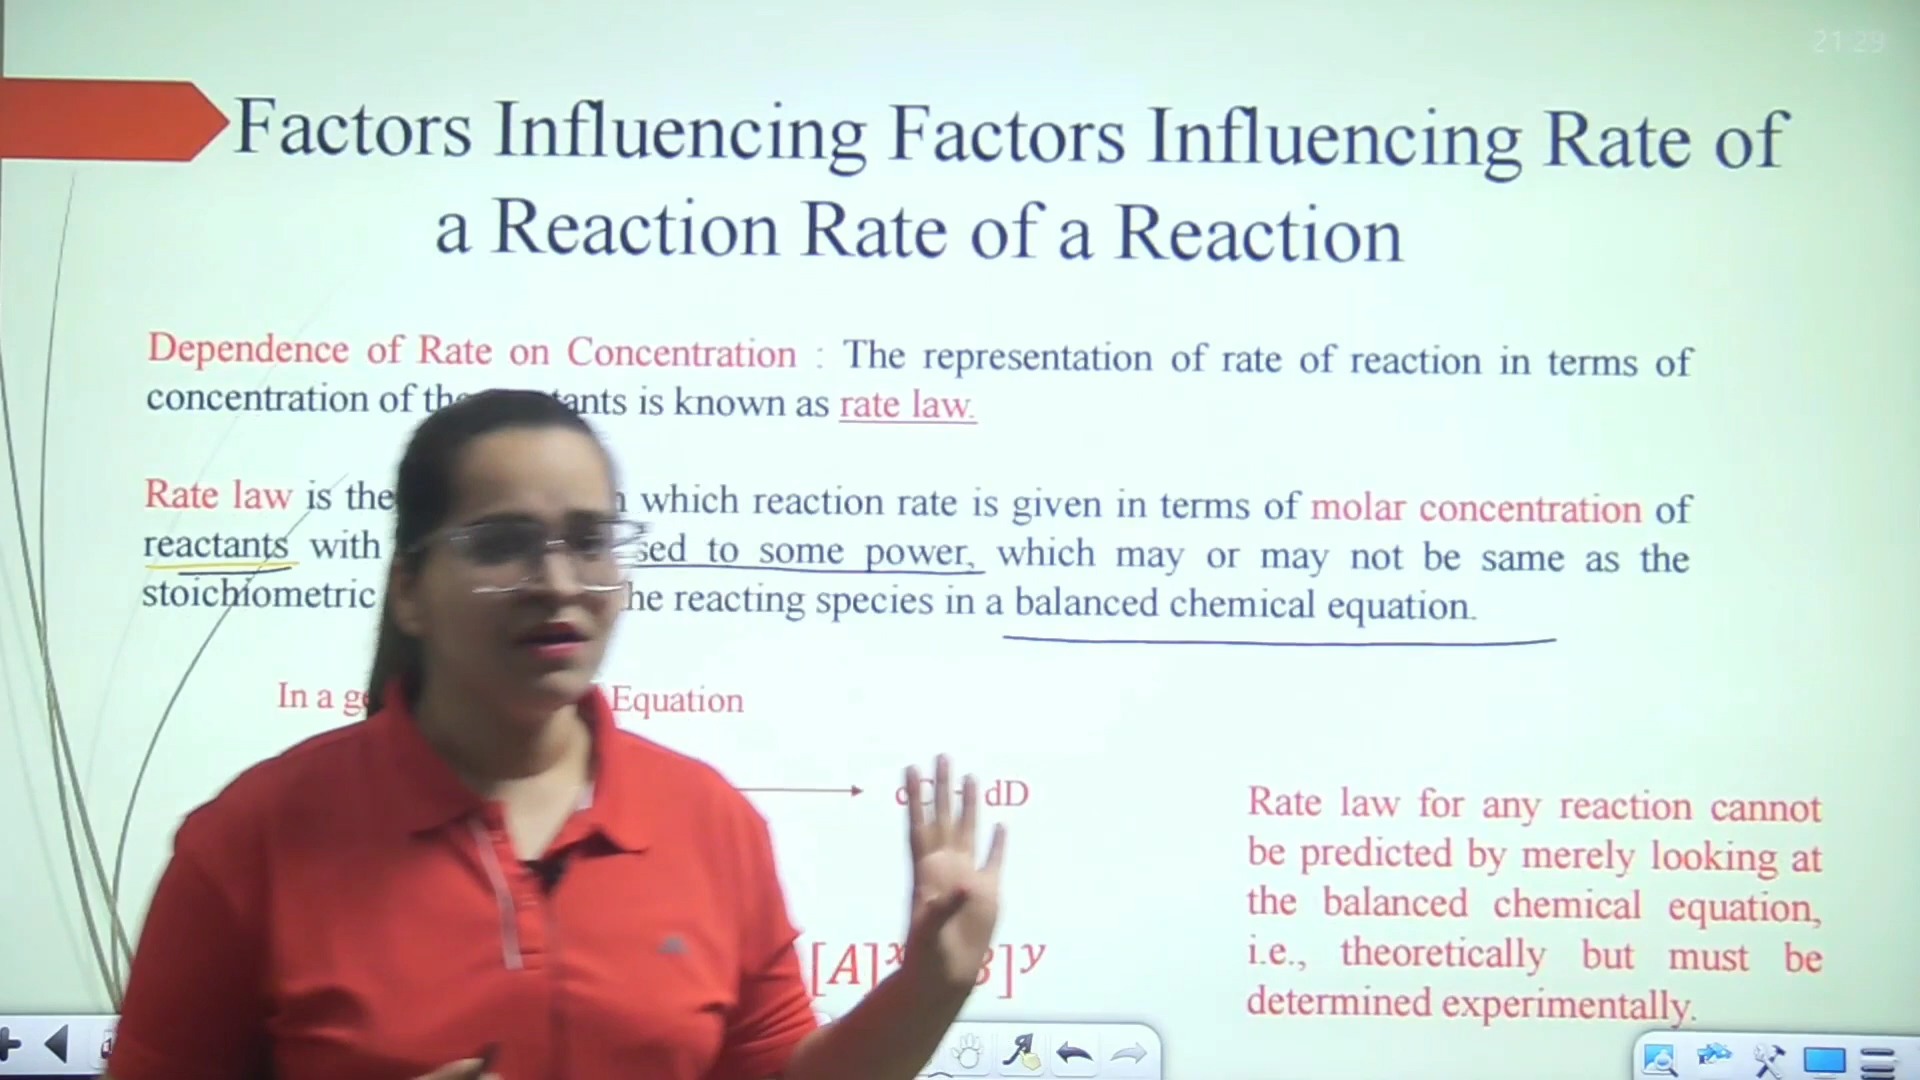 21:29
Factors Influencing Factors Influencing Rate of
a Reaction Rate of a Reaction
Dependence of Rate on Concentration : The representation of rate of reaction in terms of
concentration of the is known as rate law.
Rate law is the which reaction rate is given in terms of molar concentration of
reactants with to some power, which may or may not be same as the
stoichiometric reacting species in a balanced chemical equation.
In a Equation
dD
Rate law for any reaction cannot
be predicted by merely looking at
the balanced chemical equation,
i.e., theoretically but must be
determined experimentally.
[A]ˣ ]ʸ